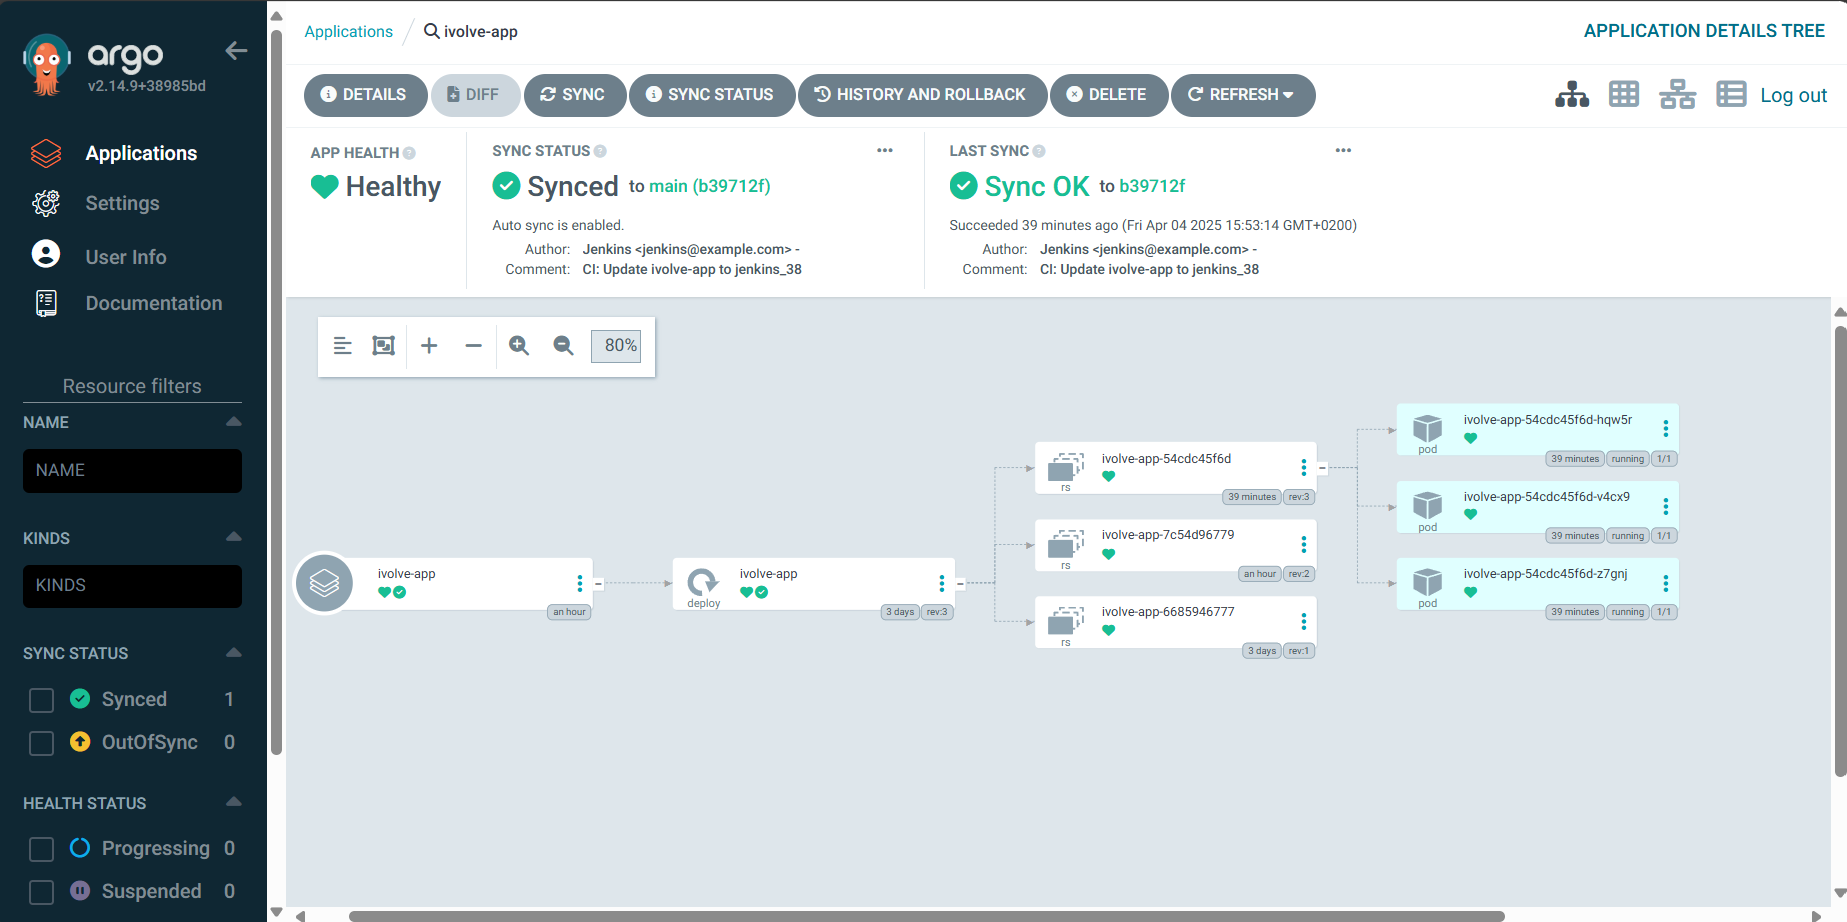 argo
v2.14.9+38985bd
Applications
Settings
User Info
Documentation
Resource filters
NAME
NAME
KINDS
KINDS
SYNC STATUS
Synced 1
OutOfSync 0
HEALTH STATUS
Progressing 0
Suspended 0
Applications / ivolve-app
APPLICATION DETAILS TREE
DETAILS DIFF SYNC SYNC STATUS HISTORY AND ROLLBACK DELETE REFRESH
Log out
APP HEALTH
Healthy
SYNC STATUS
Synced to main (b39712f)
Auto sync is enabled.
Author: Jenkins <jenkins@example.com> -
Comment: CI: Update ivolve-app to jenkins_38
LAST SYNC
Sync OK to b39712f
Succeeded 39 minutes ago (Fri Apr 04 2025 15:53:14 GMT+0200)
Author: Jenkins <jenkins@example.com> -
Comment: CI: Update ivolve-app to jenkins_38
80%
ivolve-app
an hour
ivolve-app
deploy
3 days rev:3
ivolve-app-54cdc45f6d
rs
39 minutes rev:3
ivolve-app-7c54d96779
rs
an hour rev:2
ivolve-app-6685946777
rs
3 days rev:1
ivolve-app-54cdc45f6d-hqw5r
pod
39 minutes running 1/1
ivolve-app-54cdc45f6d-v4cx9
pod
39 minutes running 1/1
ivolve-app-54cdc45f6d-z7gnj
pod
39 minutes running 1/1